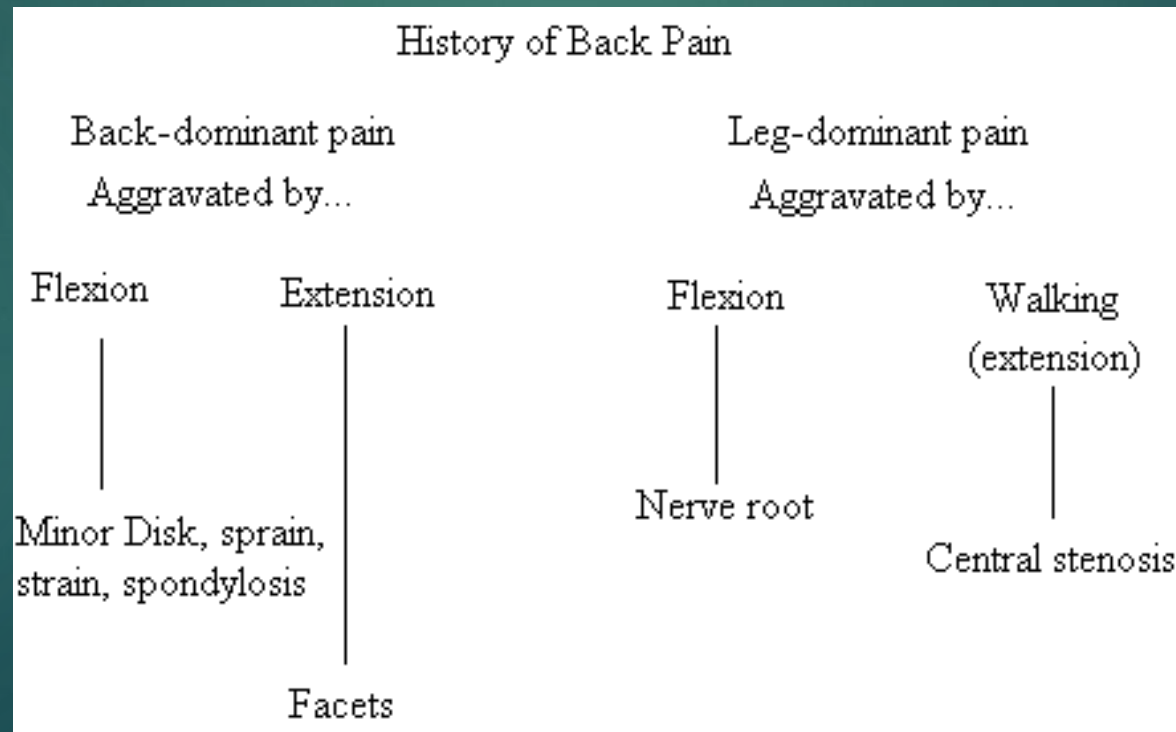 History of Back Pain
Back-dominant pain
Aggravated by...
Flexion
Minor Disk, sprain,
strain, spondylosis
Extension
Facets
Leg-dominant pain
Aggravated by...
Flexion
Nerve root
Walking
(extension)
Central stenosis